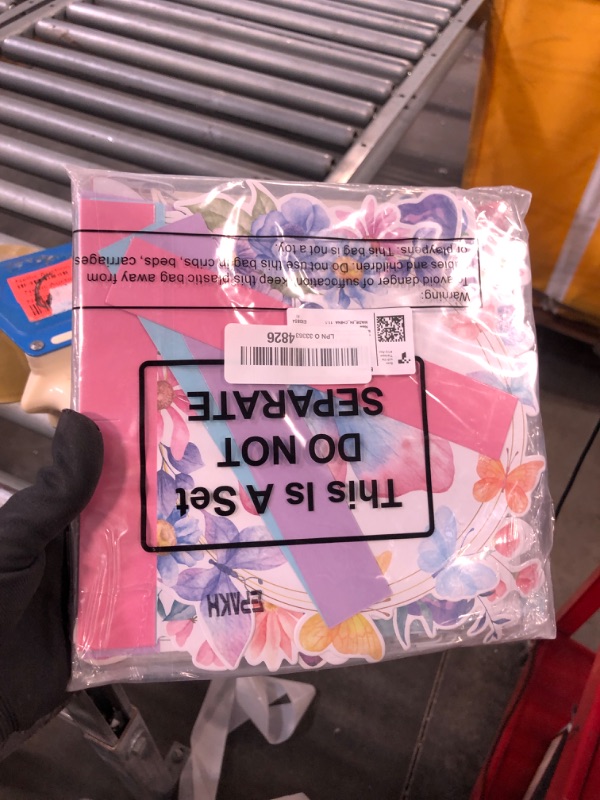 Warning:
To avoid danger of suffocation, keep this plastic bag away from
babies and children. Do not use this bag in cribs, beds, carriages
or playpens. This bag is not a toy.
LPN O 33363 4826
New
This Is A Set
DO NOT
SEPARATE
EPAKH